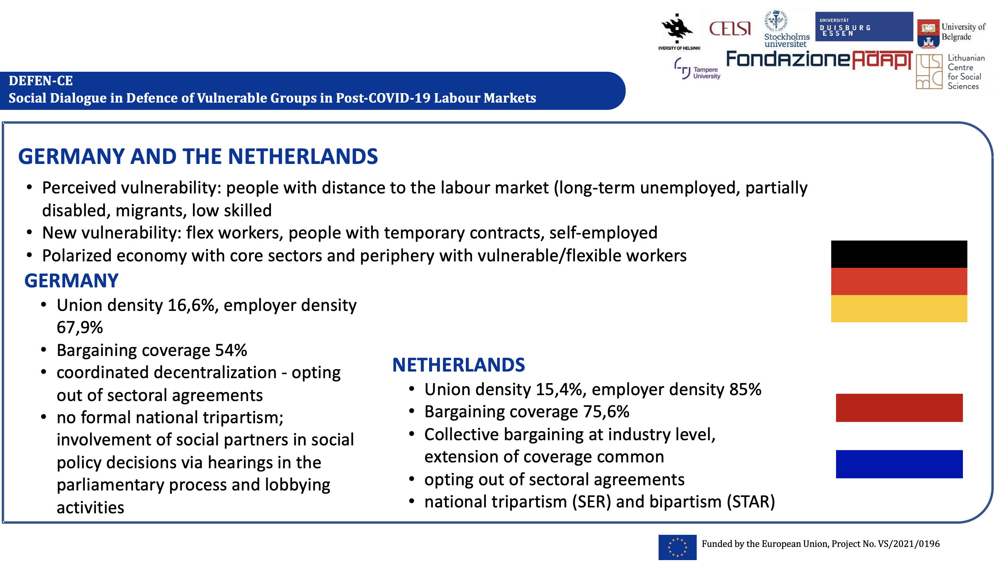 IIVERSITY OF HELSINKI
CELSI
Stockholms
universitet
UNIVERSITÄT
DUISBURG
ESSEN
University of
Belgrade
Tampere
University
FondazioneAdapt
Lithuanian
Centre
for Social
Sciences
DEFEN-CE
Social Dialogue in Defence of Vulnerable Groups in Post-COVID-19 Labour Markets
GERMANY AND THE NETHERLANDS
• Perceived vulnerability: people with distance to the labour market (long-term unemployed, partially
disabled, migrants, low skilled
• New vulnerability: flex workers, people with temporary contracts, self-employed
• Polarized economy with core sectors and periphery with vulnerable/flexible workers
GERMANY
• Union density 16,6%, employer density
67,9%
• Bargaining coverage 54%
• coordinated decentralization - opting
out of sectoral agreements
• no formal national tripartism;
involvement of social partners in social
policy decisions via hearings in the
parliamentary process and lobbying
activities
NETHERLANDS
• Union density 15,4%, employer density 85%
• Bargaining coverage 75,6%
• Collective bargaining at industry level,
extension of coverage common
• opting out of sectoral agreements
• national tripartism (SER) and bipartism (STAR)
Funded by the European Union, Project No. VS/2021/0196